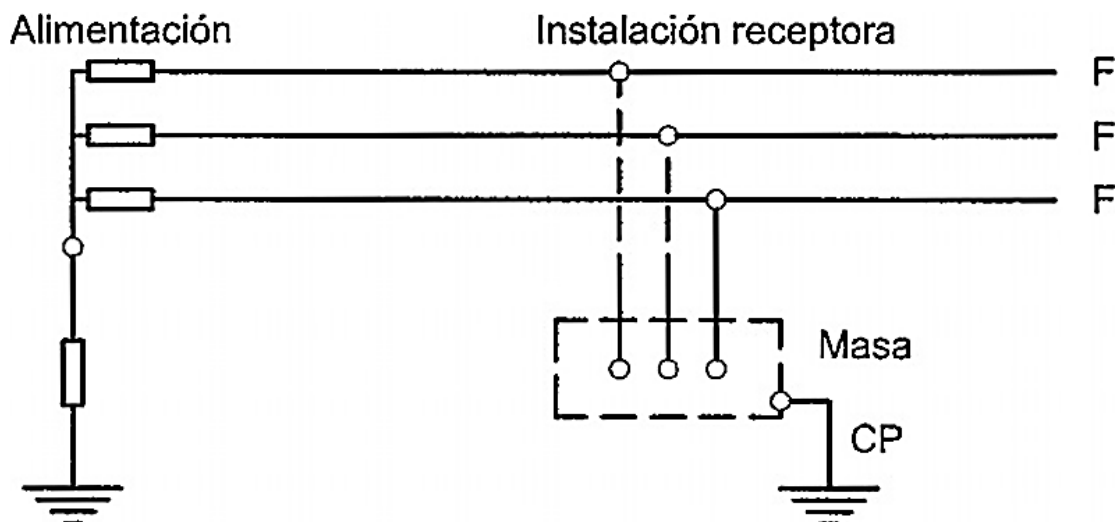 Alimentación
Instalación receptora
F
F
F
Masa
CP